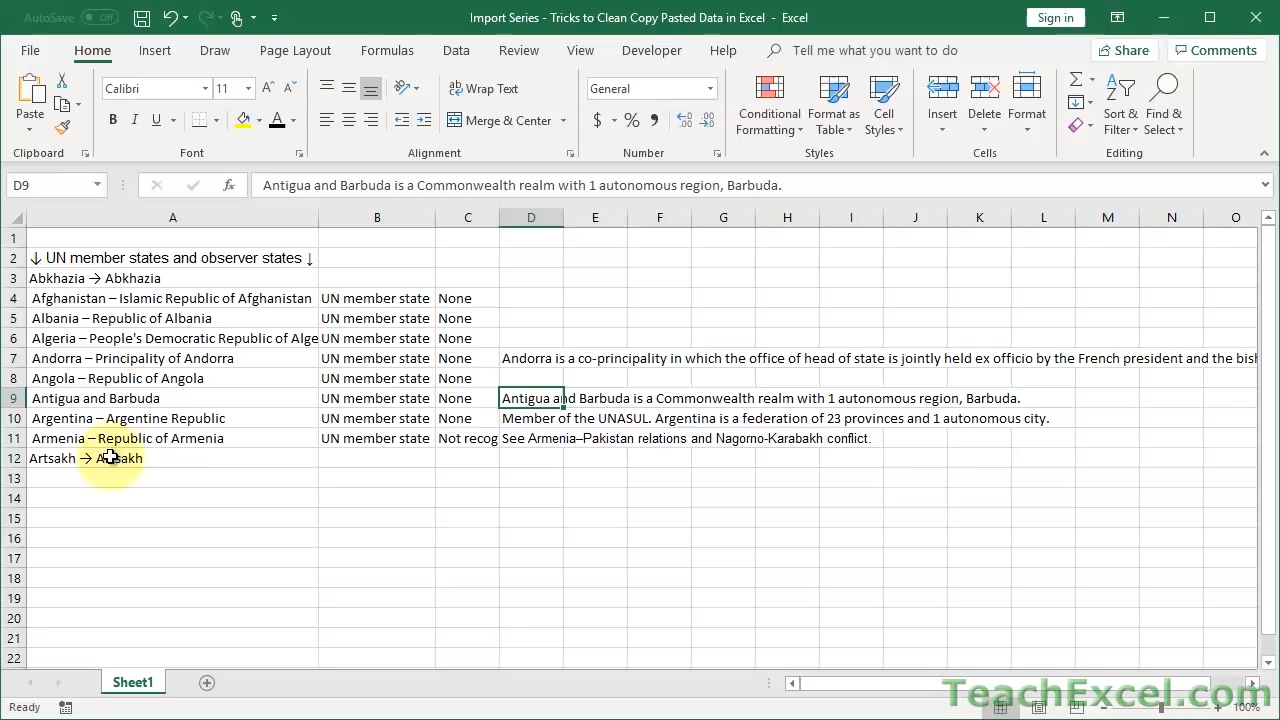 AutoSave Off Import Series - Tricks to Clean Copy Pasted Data in Excel - Excel Sign in
File Home Insert Draw Page Layout Formulas Data Review View Developer Help Tell me what you want to do Share Comments
Calibri 11 Wrap Text General
Paste B I U A Merge & Center $ % Conditional Formatting Format as Table Cell Styles Insert Delete Format Sort & Filter Find & Select
Clipboard Font Alignment Number Styles Cells Editing
D9 fx Antigua and Barbuda is a Commonwealth realm with 1 autonomous region, Barbuda.
A B C D E F G H I J K L M N O
1
2 ↓ UN member states and observer states ↓
3 Abkhazia → Abkhazia
4 Afghanistan – Islamic Republic of Afghanistan UN member state None
5 Albania – Republic of Albania UN member state None
6 Algeria – People's Democratic Republic of Alge UN member state None
7 Andorra – Principality of Andorra UN member state None Andorra is a co-principality in which the office of head of state is jointly held ex officio by the French president and the bish
8 Angola – Republic of Angola UN member state None
9 Antigua and Barbuda UN member state None Antigua and Barbuda is a Commonwealth realm with 1 autonomous region, Barbuda.
10 Argentina – Argentine Republic UN member state None Member of the UNASUL. Argentina is a federation of 23 provinces and 1 autonomous city.
11 Armenia – Republic of Armenia UN member state Not recog See Armenia–Pakistan relations and Nagorno-Karabakh conflict.
12 Artsakh → Artsakh
13
14
15
16
17
18
19
20
21
22
Sheet1
TeachExcel.com
Ready 100%